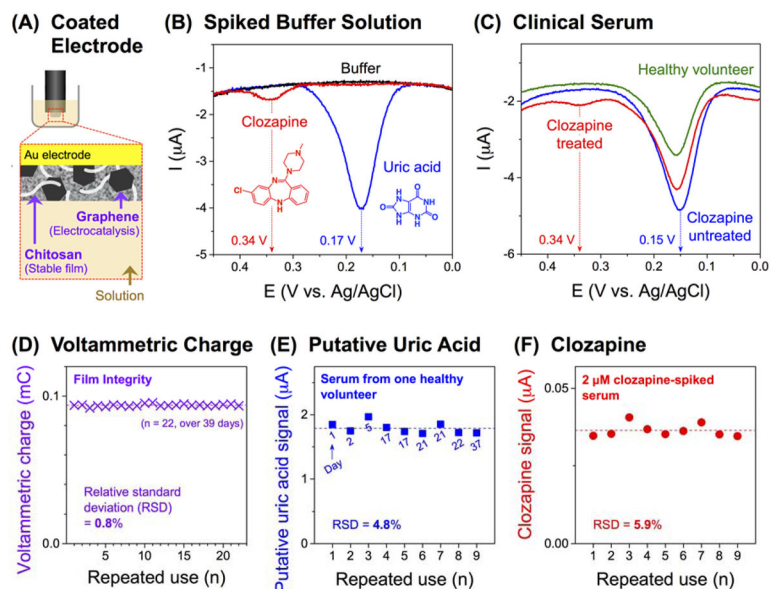 (A) Coated Electrode
Au electrode
Graphene
(Electrocatalysis)
Chitosan
(Stable film)
Solution
(B) Spiked Buffer Solution
I (µA)
-1
-2
-3
-4
-5
Buffer
Clozapine
Uric acid
Cl
N
N
N
N
H
H
N
O
N
H
O
N
H
NH
O
0.34 V
0.17 V
0.4
0.3
0.2
0.1
0.0
E (V vs. Ag/AgCl)
(C) Clinical Serum
I (µA)
0
-2
-4
-6
Healthy volunteer
Clozapine
treated
Clozapine
untreated
0.34 V
0.15 V
0.4
0.3
0.2
0.1
0.0
E (V vs. Ag/AgCl)
(D) Voltammetric Charge
Voltammetric charge (mC)
0.1
0.0
Film Integrity
(n = 22, over 39 days)
Relative standard
deviation (RSD)
= 0.8%
5
10
15
20
Repeated use (n)
(E) Putative Uric Acid
Putative uric acid signal (µA)
2
1
0
Serum from one healthy
volunteer
1
2
5
17
17
21
21
22
37
Day
RSD = 4.8%
1 2 3 4 5 6 7 8 9
Repeated use (n)
(F) Clozapine
Clozapine signal (µA)
0.05
0.00
2 µM clozapine-spiked
serum
RSD = 5.9%
1 2 3 4 5 6 7 8 9
Repeated use (n)